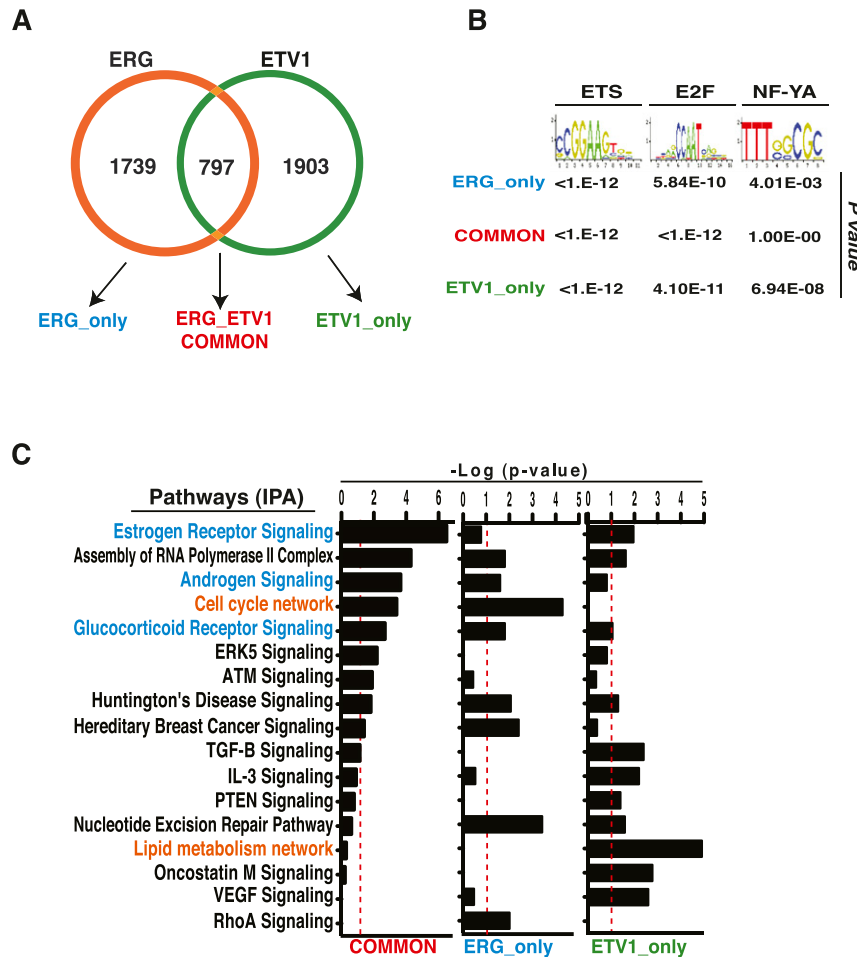 A
ERG
ETV1
1739
797
1903
ERG_only
ERG_ETV1
COMMON
ETV1_only
B
ETS E2F NF-YA
ERG_only <1.E-12 5.84E-10 4.01E-03
COMMON <1.E-12 <1.E-12 1.00E-00
ETV1_only <1.E-12 4.10E-11 6.94E-08
P value
C
-Log (p-value)
Pathways (IPA)
0 2 4 6
0 1 2 3 4 5
0 1 2 3 4 5
Estrogen Receptor Signaling
Assembly of RNA Polymerase II Complex
Androgen Signaling
Cell cycle network
Glucocorticoid Receptor Signaling
ERK5 Signaling
ATM Signaling
Huntington's Disease Signaling
Hereditary Breast Cancer Signaling
TGF-B Signaling
IL-3 Signaling
PTEN Signaling
Nucleotide Excision Repair Pathway
Lipid metabolism network
Oncostatin M Signaling
VEGF Signaling
RhoA Signaling
COMMON
ERG_only
ETV1_only